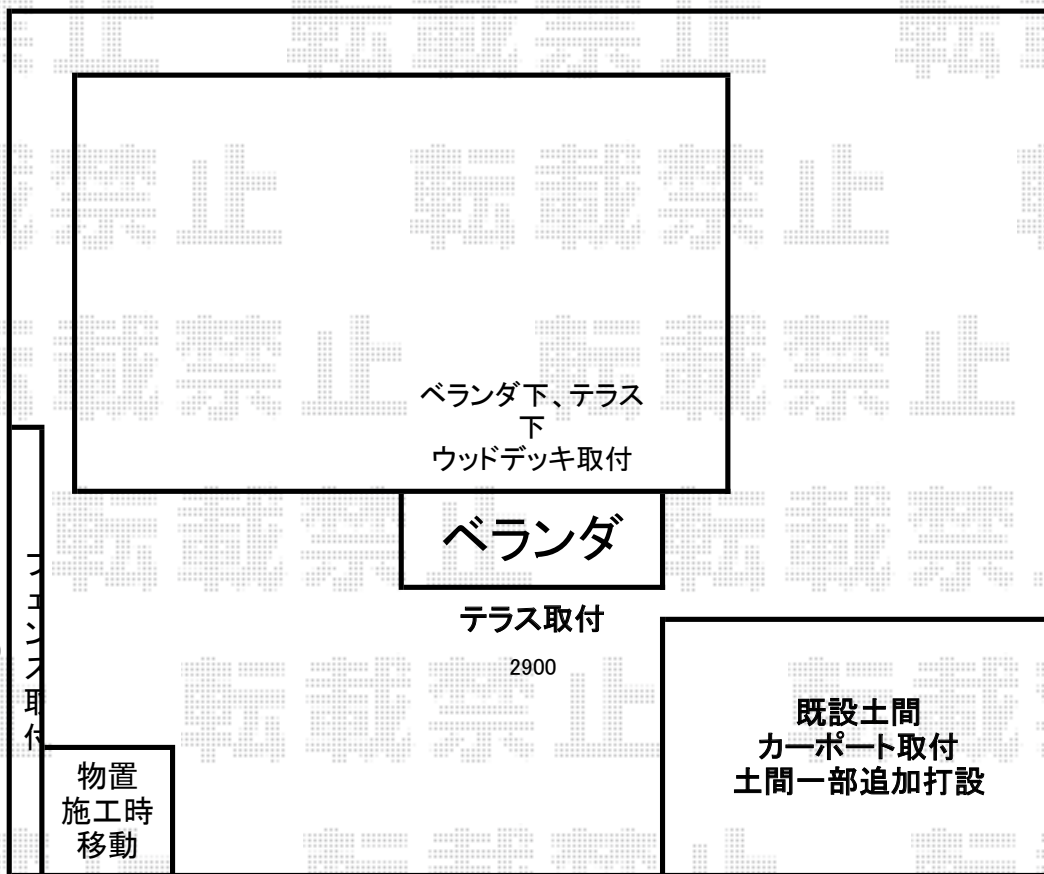 ベランダ下、テラス
下
ウッドデッキ取付
ベランダ
テラス取付
2900
フェンス取付
既設土間
カーポート取付
土間一部追加打設
物置
施工時
移動
転載禁止